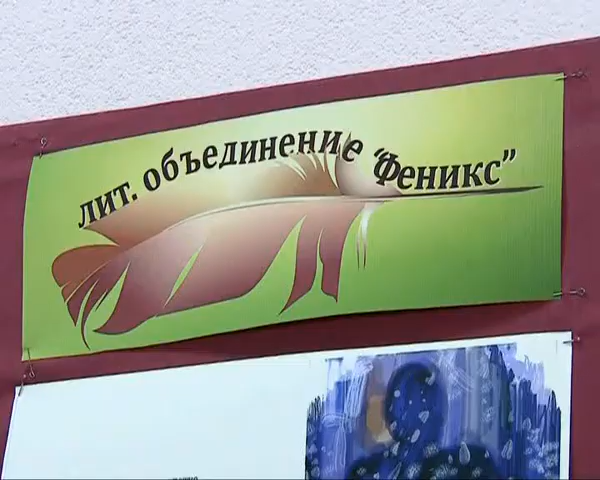 лит. объединение “Феникс”